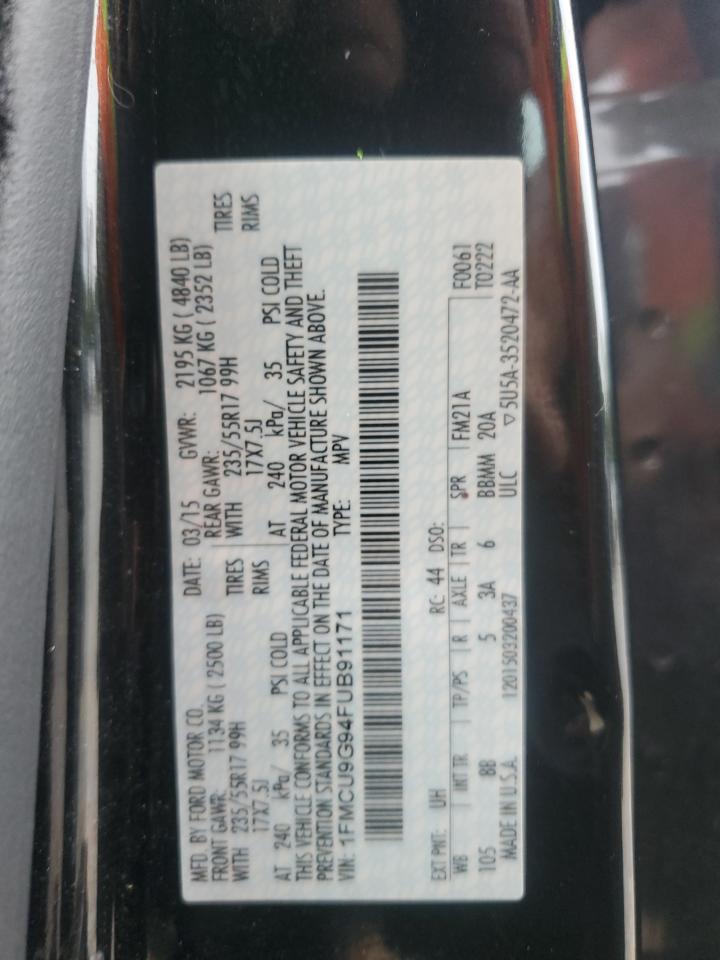 MFD. BY FORD MOTOR CO. DATE: 03/15 GVWR: 2195 KG ( 4840 LB)
FRONT GAWR: 1134 KG ( 2500 LB) REAR GAWR: 1067 KG ( 2352 LB)
WITH 235/55R17 99H TIRES WITH 235/55R17 99H TIRES
17X7.5J RIMS 17X7.5J RIMS
AT 240 kPa/ 35 PSI COLD AT 240 kPa/ 35 PSI COLD
THIS VEHICLE CONFORMS TO ALL APPLICABLE FEDERAL MOTOR VEHICLE SAFETY AND THEFT
PREVENTION STANDARDS IN EFFECT ON THE DATE OF MANUFACTURE SHOWN ABOVE.
VIN: 1FMCU9G94FUB91171 TYPE: MPV
EXT PNT: UH RC: 44 DSO: F0061
WB INT TR TP/PS R AXLE TR SPR FM21A T0222
105 8B 5 3A 6 BBMM 20A
MADE IN U.S.A. 1201503200437 ULC ▽5U5A-3520472-AA